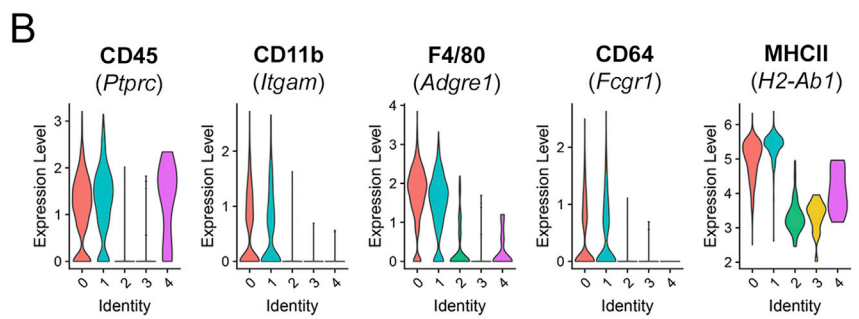 B
CD45
(Ptprc)
Expression Level
3
2
1
0
0 1 2 3 4
Identity
CD11b
(Itgam)
Expression Level
2
1
0
0 1 2 3 4
Identity
F4/80
(Adgre1)
Expression Level
4
3
2
1
0
0 1 2 3 4
Identity
CD64
(Fcgr1)
Expression Level
2
1
0
0 1 2 3 4
Identity
MHCII
(H2-Ab1)
Expression Level
6
5
4
3
2
0 1 2 3 4
Identity